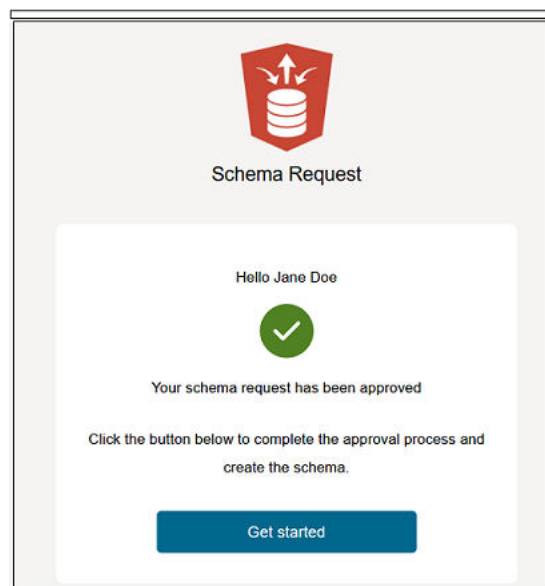 Schema Request
Hello Jane Doe
Your schema request has been approved
Click the button below to complete the approval process and
create the schema.
Get started